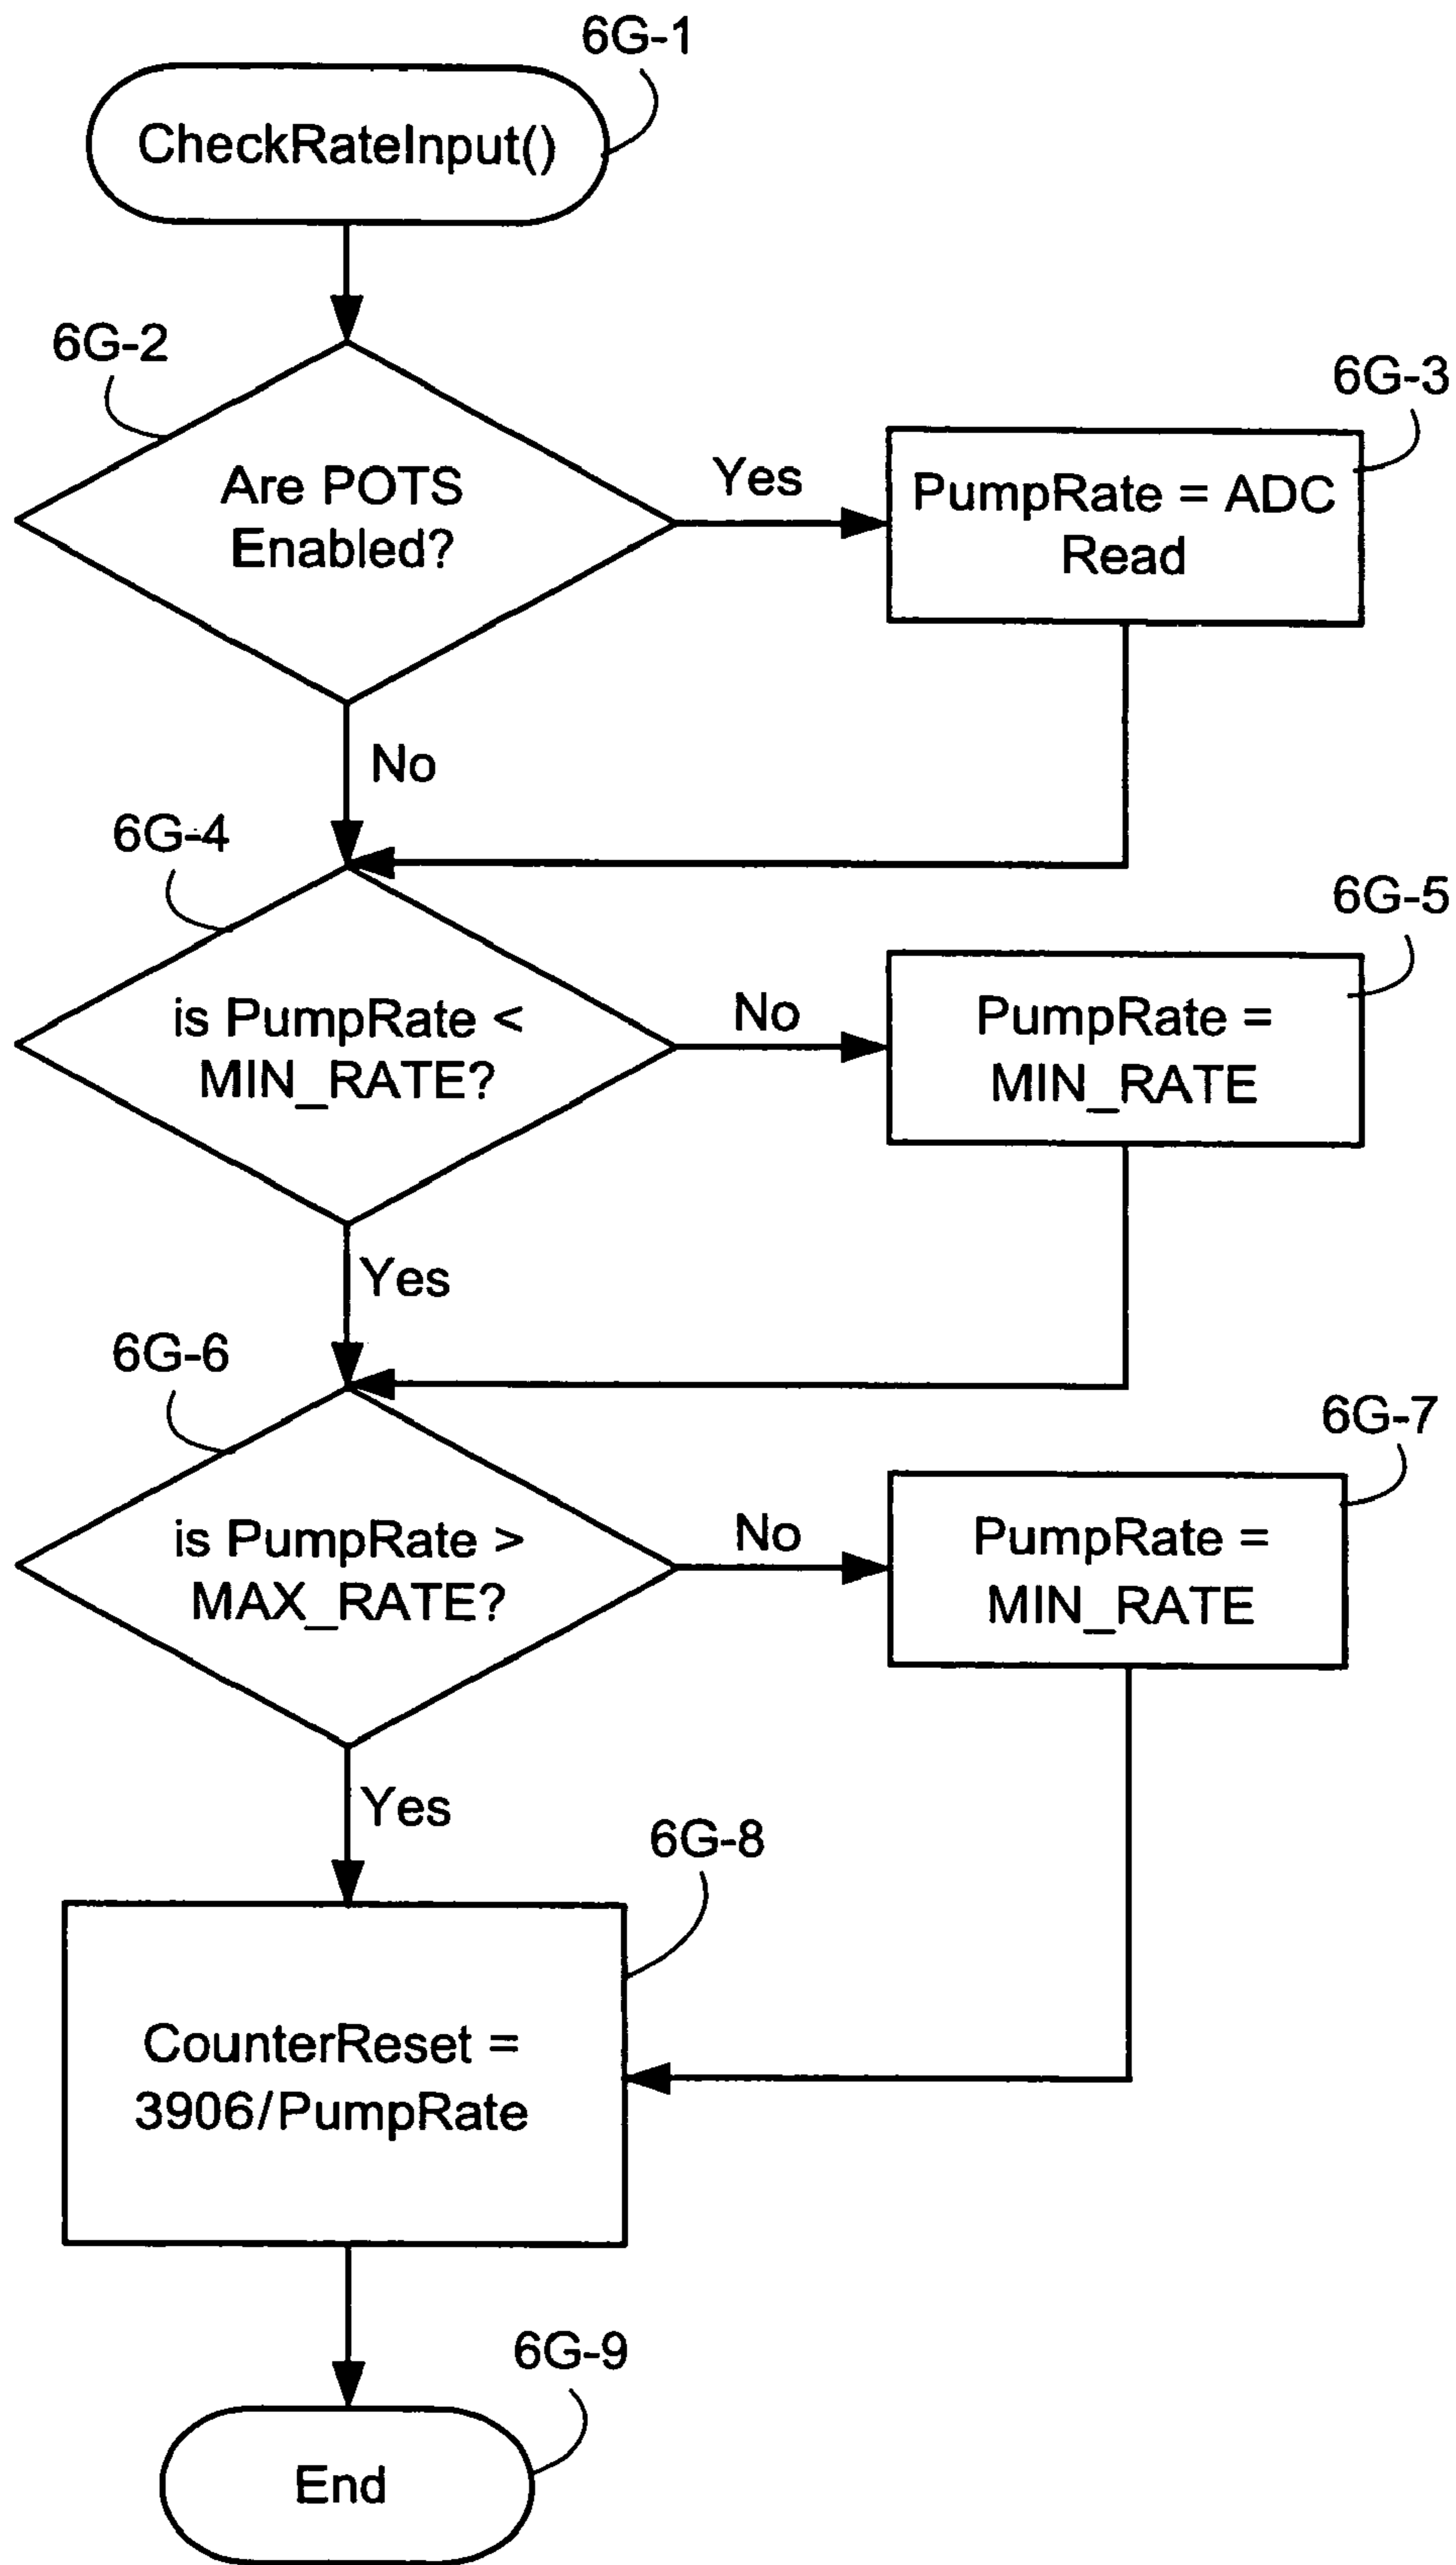 6G-1
CheckRateInput()
6G-2
Are POTS
Enabled?
Yes
6G-3
PumpRate = ADC
Read
No
6G-4
is PumpRate <
MIN_RATE?
No
6G-5
PumpRate =
MIN_RATE
Yes
6G-6
is PumpRate >
MAX_RATE?
No
6G-7
PumpRate =
MIN_RATE
Yes
6G-8
CounterReset =
3906/PumpRate
6G-9
End